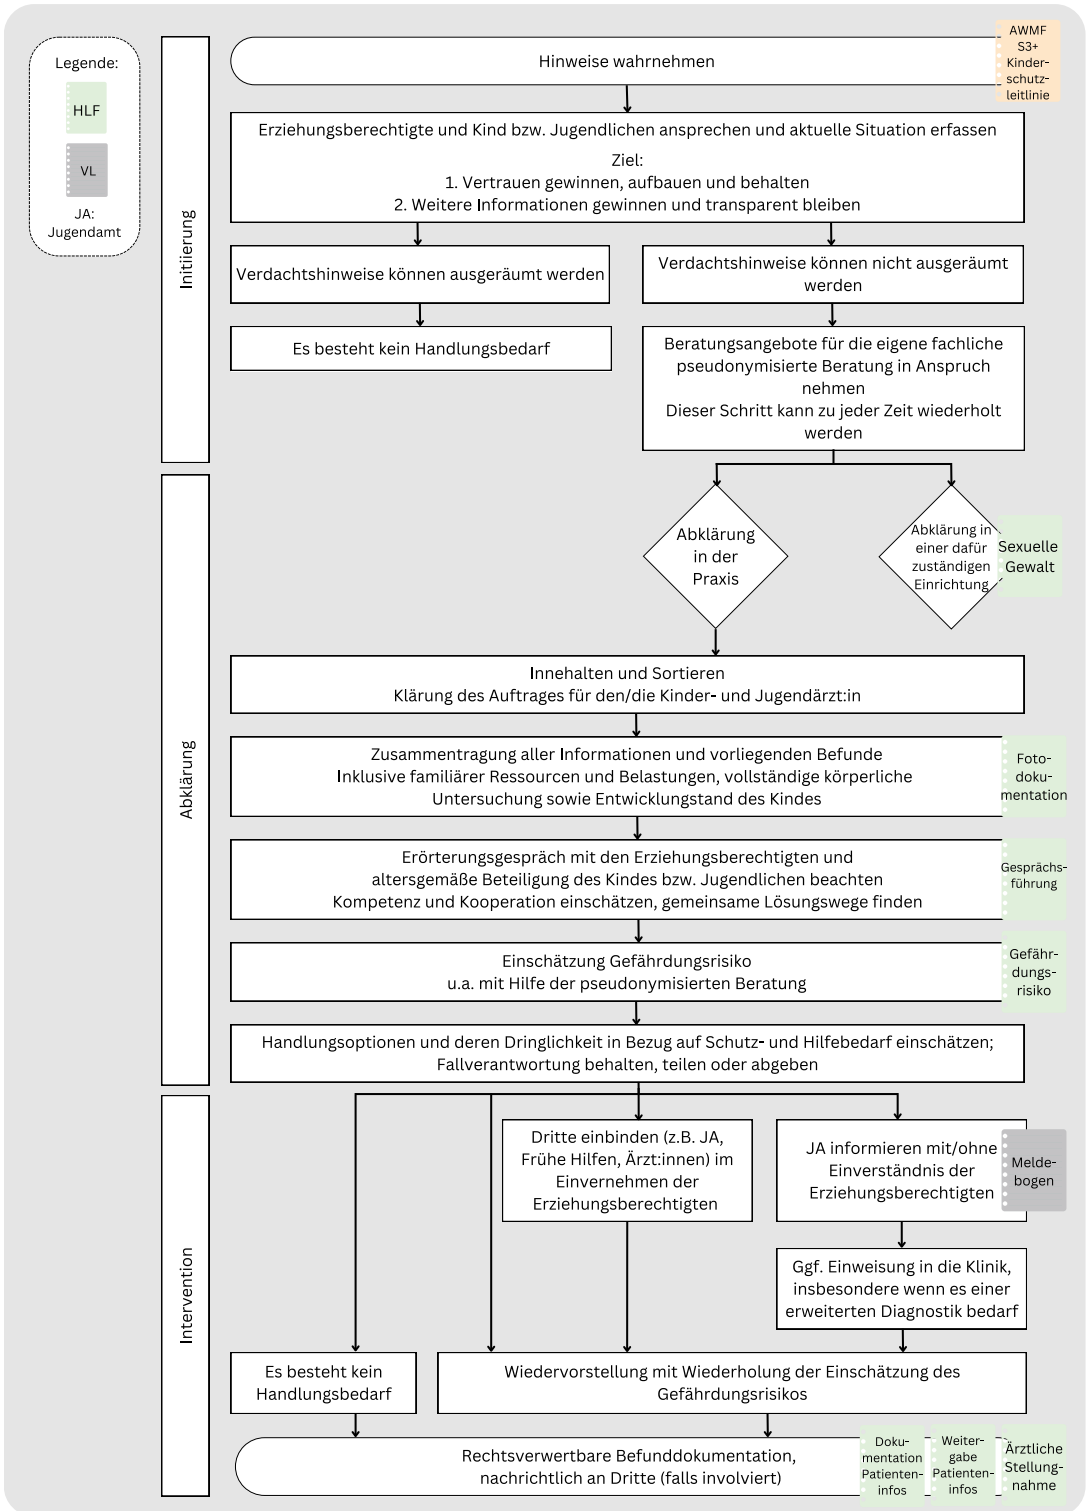 Legende:
HLF
VL
JA:
Jugendamt
Initiierung
Hinweise wahrnehmen
AWMF
S3+
Kinder-
schutz-
leitlinie
Erziehungsberechtigte und Kind bzw. Jugendlichen ansprechen und aktuelle Situation erfassen
Ziel:
1. Vertrauen gewinnen, aufbauen und behalten
2. Weitere Informationen gewinnen und transparent bleiben
Verdachtshinweise können ausgeräumt werden
Verdachtshinweise können nicht ausgeräumt
werden
Es besteht kein Handlungsbedarf
Beratungsangebote für die eigene fachliche
pseudonymisierte Beratung in Anspruch
nehmen
Dieser Schritt kann zu jeder Zeit wiederholt
werden
Abklärung
Abklärung
in der
Praxis
Abklärung in
einer dafür
zuständigen
Einrichtung
Sexuelle
Gewalt
Innehalten und Sortieren
Klärung des Auftrages für den/die Kinder- und Jugendärzt:in
Zusammentragung aller Informationen und vorliegenden Befunde
Inklusive familiärer Ressourcen und Belastungen, vollständige körperliche
Untersuchung sowie Entwicklungstand des Kindes
Foto-
doku-
mentation
Erörterungsgespräch mit den Erziehungsberechtigten und
altersgemäße Beteiligung des Kindes bzw. Jugendlichen beachten
Kompetenz und Kooperation einschätzen, gemeinsame Lösungswege finden
Gesprächs-
führung
Einschätzung Gefährdungsrisiko
u.a. mit Hilfe der pseudonymisierten Beratung
Gefähr-
dungs-
risiko
Handlungsoptionen und deren Dringlichkeit in Bezug auf Schutz- und Hilfebedarf einschätzen;
Fallverantwortung behalten, teilen oder abgeben
Intervention
Dritte einbinden (z.B. JA,
Frühe Hilfen, Ärzt:innen) im
Einvernehmen der
Erziehungsberechtigten
JA informieren mit/ohne
Einverständnis der
Erziehungsberechtigten
Melde-
bogen
Ggf. Einweisung in die Klinik,
insbesondere wenn es einer
erweiterten Diagnostik bedarf
Es besteht kein
Handlungsbedarf
Wiedervorstellung mit Wiederholung der Einschätzung des
Gefährdungsrisikos
Rechtsverwertbare Befunddokumentation,
nachrichtlich an Dritte (falls involviert)
Doku-
mentation
Patienten-
infos
Weiter-
gabe
Patienten-
infos
Ärztliche
Stellung-
nahme